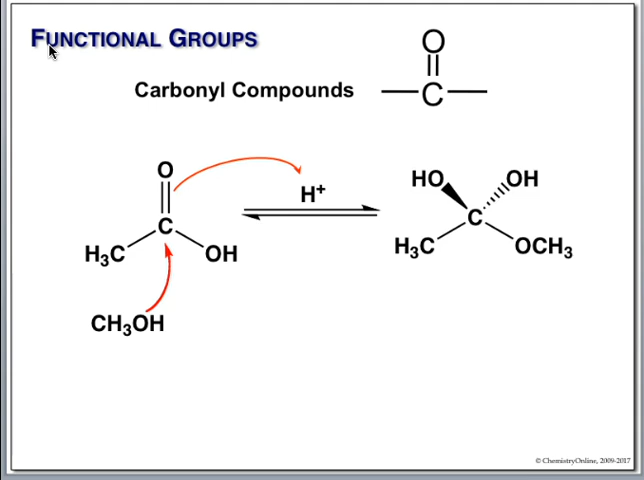 FUNCTIONAL GROUPS
O
Carbonyl Compounds
C
O
H⁺
HO
OH
C
C
H₃C
OH
H₃C
OCH₃
CH₃OH
© ChemistryOnline, 2009-2017